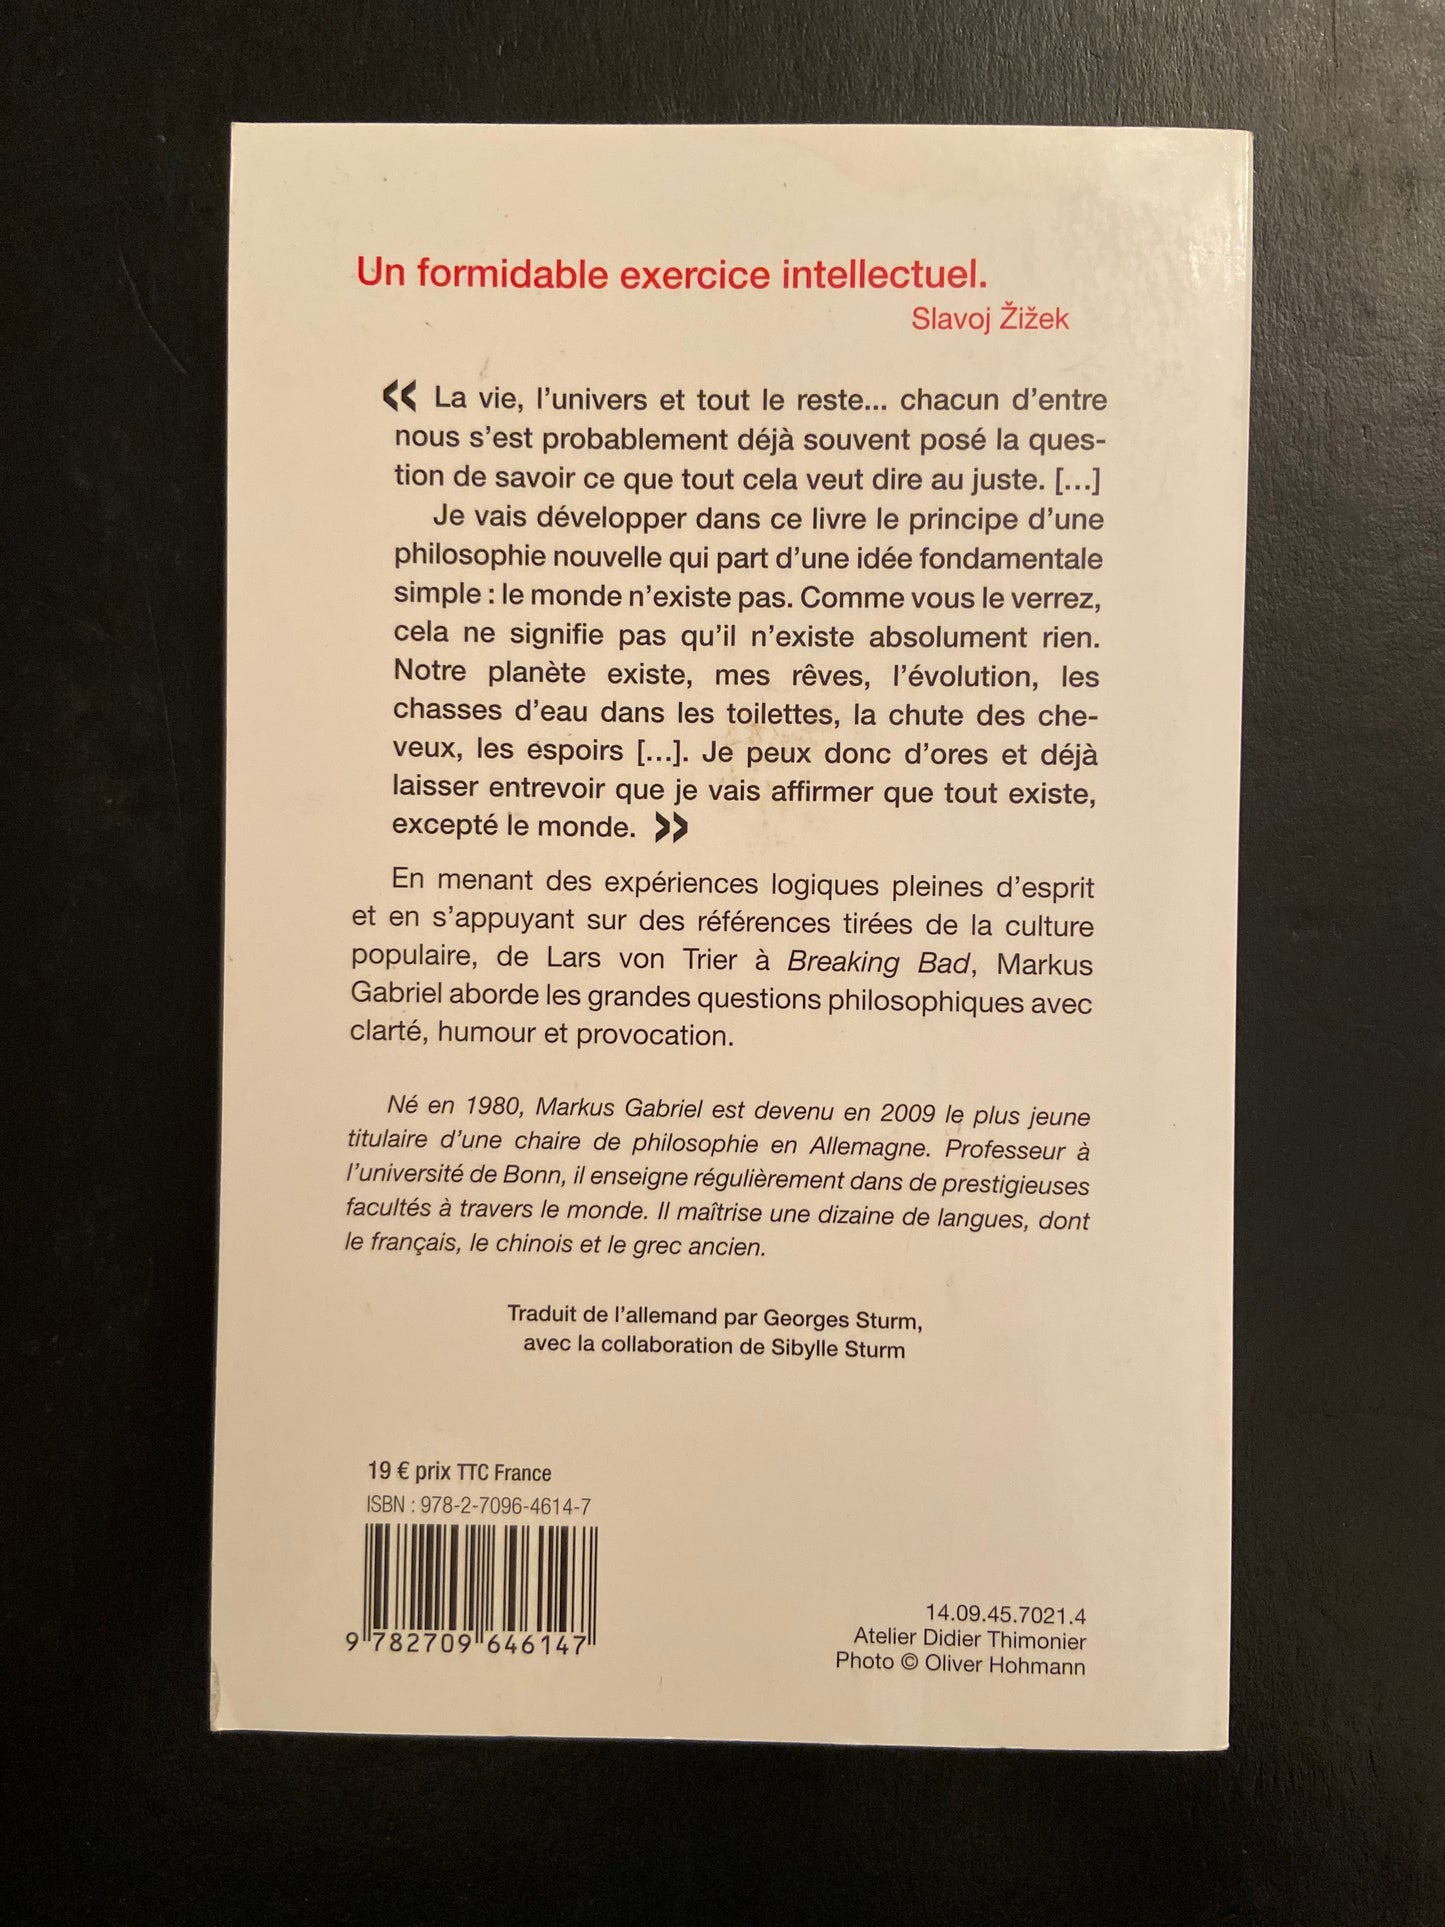 Un formidable exercice intellectuel.
Slavoj Žižek
« La vie, l’univers et tout le reste... chacun d’entre
nous s’est probablement déjà souvent posé la ques-
tion de savoir ce que tout cela veut dire au juste. [...]
Je vais développer dans ce livre le principe d’une
philosophie nouvelle qui part d’une idée fondamentale
simple : le monde n’existe pas. Comme vous le verrez,
cela ne signifie pas qu’il n’existe absolument rien.
Notre planète existe, mes rêves, l’évolution, les
chasses d’eau dans les toilettes, la chute des che-
veux, les espoirs [...]. Je peux donc d’ores et déjà
laisser entrevoir que je vais affirmer que tout existe,
excepté le monde. »
En menant des expériences logiques pleines d’esprit
et en s’appuyant sur des références tirées de la culture
populaire, de Lars von Trier à Breaking Bad, Markus
Gabriel aborde les grandes questions philosophiques avec
clarté, humour et provocation.
Né en 1980, Markus Gabriel est devenu en 2009 le plus jeune
titulaire d’une chaire de philosophie en Allemagne. Professeur à
l’université de Bonn, il enseigne régulièrement dans de prestigieuses
facultés à travers le monde. Il maîtrise une dizaine de langues, dont
le français, le chinois et le grec ancien.
Traduit de l’allemand par Georges Sturm,
avec la collaboration de Sibylle Sturm
19 € prix TTC France
ISBN : 978-2-7096-4614-7
9 782709 646147
14.09.45.7021.4
Atelier Didier Thimonier
Photo © Oliver Hohmann